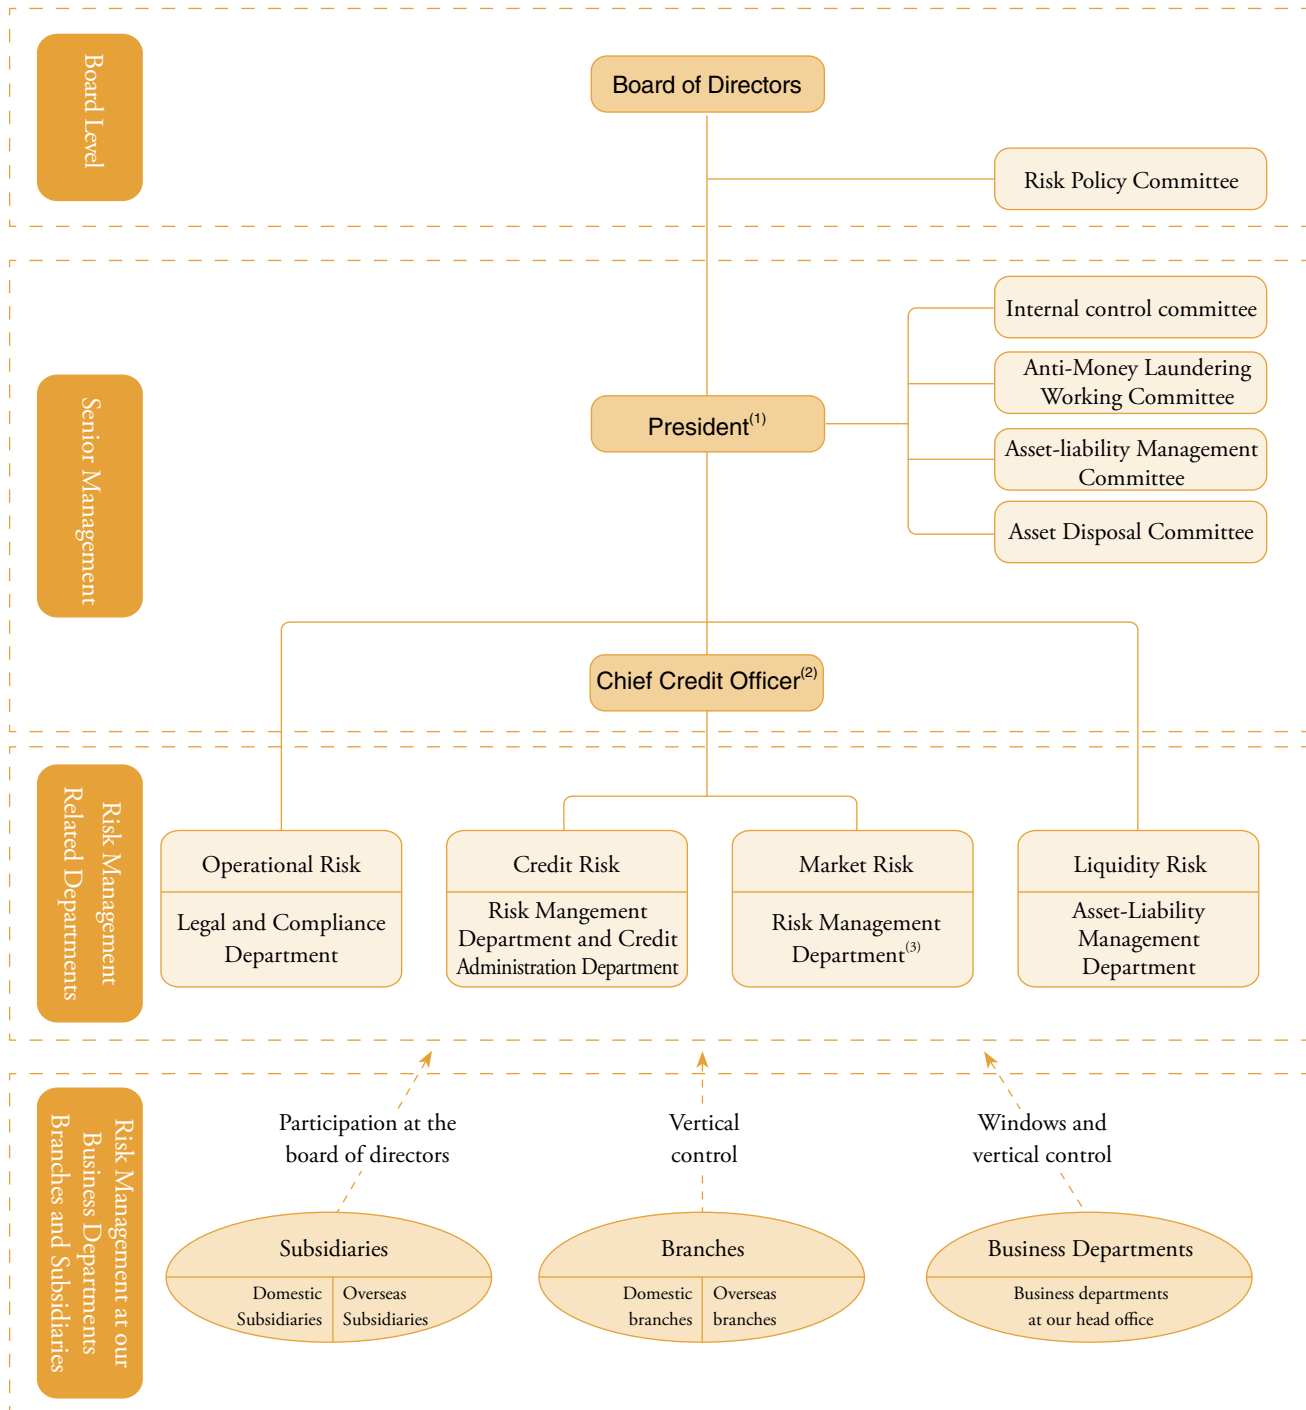 Board Level
Board of Directors
Risk Policy Committee
Senior Management
Internal control committee
Anti-Money Laundering
Working Committee
President(1)
Asset-liability Management
Committee
Asset Disposal Committee
Chief Credit Officer(2)
Risk Management
Related Departments
Operational Risk
Legal and Compliance
Department
Credit Risk
Risk Mangement
Department and Credit
Administration Department
Market Risk
Risk Management
Department(3)
Liquidity Risk
Asset-Liability
Management
Department
Risk Management at our
Business Departments
Branches and Subsidiaries
Participation at the
board of directors
Vertical
control
Windows and
vertical control
Subsidiaries
Domestic
Subsidiaries
Overseas
Subsidiaries
Branches
Domestic
branches
Overseas
branches
Business Departments
Business departments
at our head office